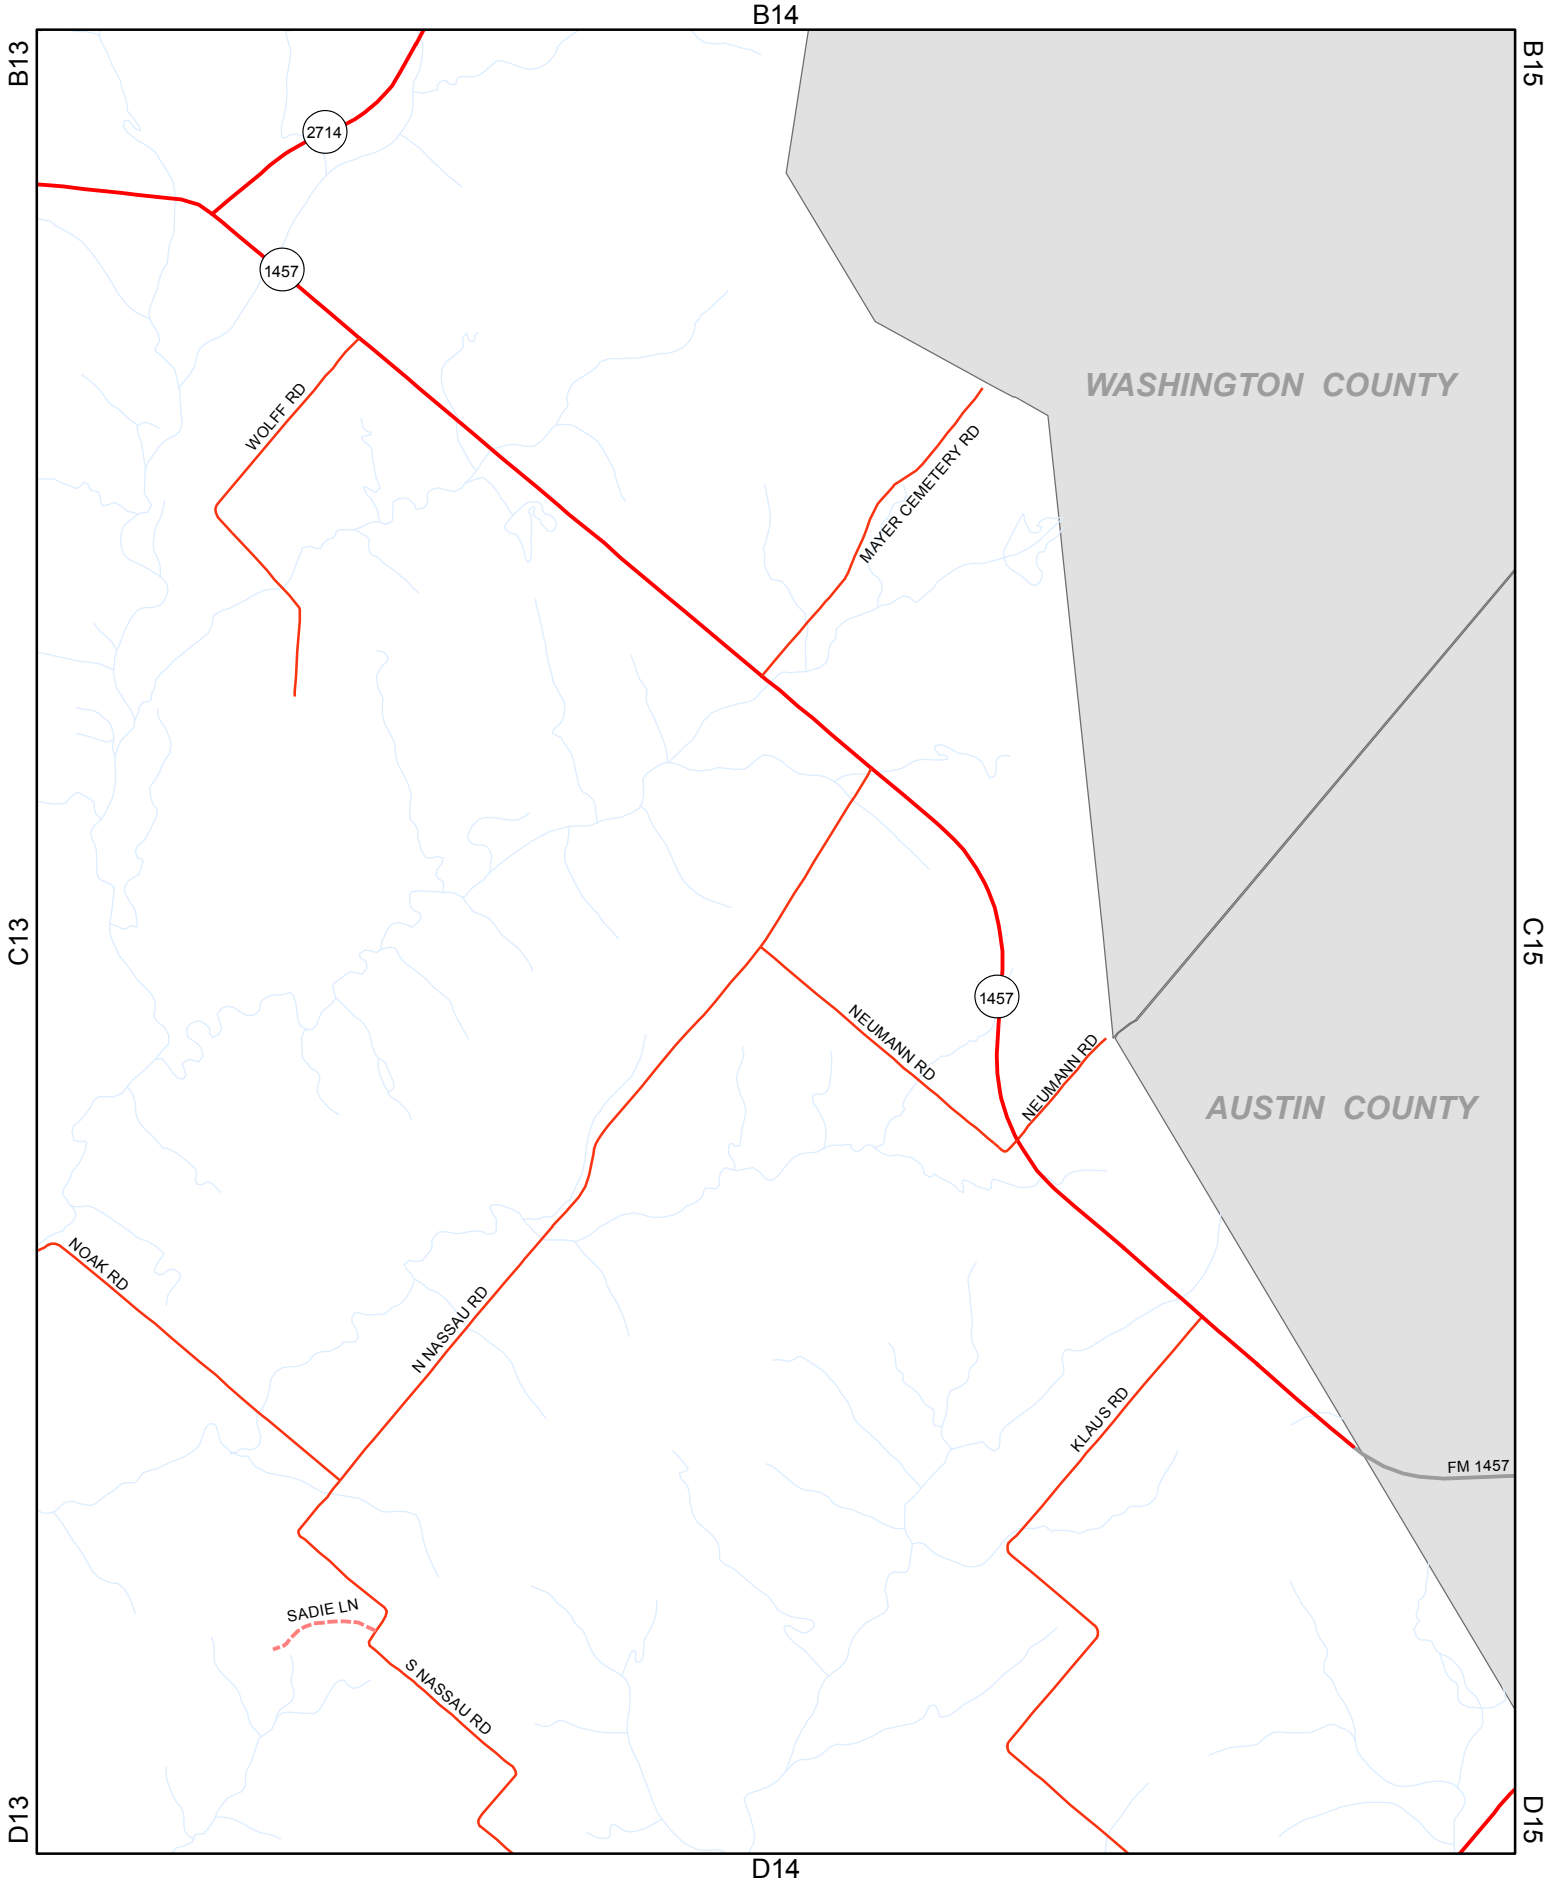 B14
B13
B15
2714
1457
WASHINGTON COUNTY
WOLFF RD
MAYER CEMETERY RD
C13
C15
1457
NEUMANN RD
NEUMANN RD
AUSTIN COUNTY
NOAK RD
N NASSAU RD
KLAUS RD
FM 1457
SADIE LN
S NASSAU RD
D13
D15
D14